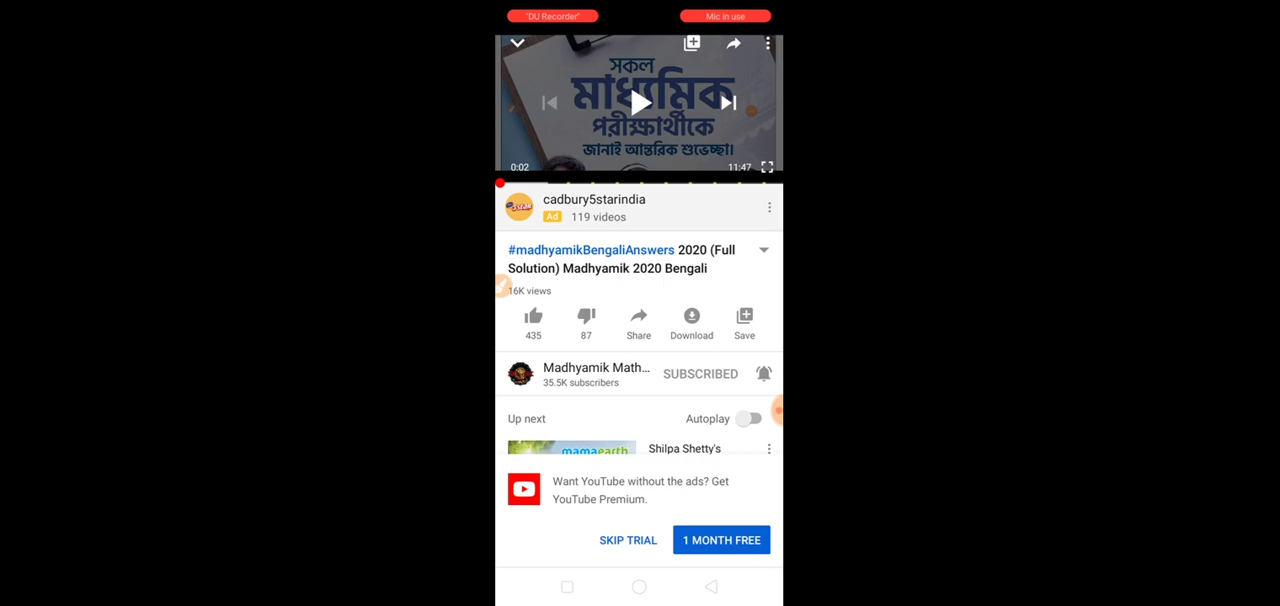 "DU Recorder"
Mic in use
সকল
মাধ্যমিক
পরীক্ষার্থীকে
জানাই আন্তরিক শুভেচ্ছা।
0:02
11:47
5STAR
cadbury5starindia
Ad 119 videos
#madhyamikBengaliAnswers 2020 (Full
Solution) Madhyamik 2020 Bengali
16K views
435
87
Share
Download
Save
Madhyamik Math...
SUBSCRIBED
35.5K subscribers
Up next
Autoplay
mamaearth
Shilpa Shetty's
Want YouTube without the ads? Get
YouTube Premium.
SKIP TRIAL
1 MONTH FREE